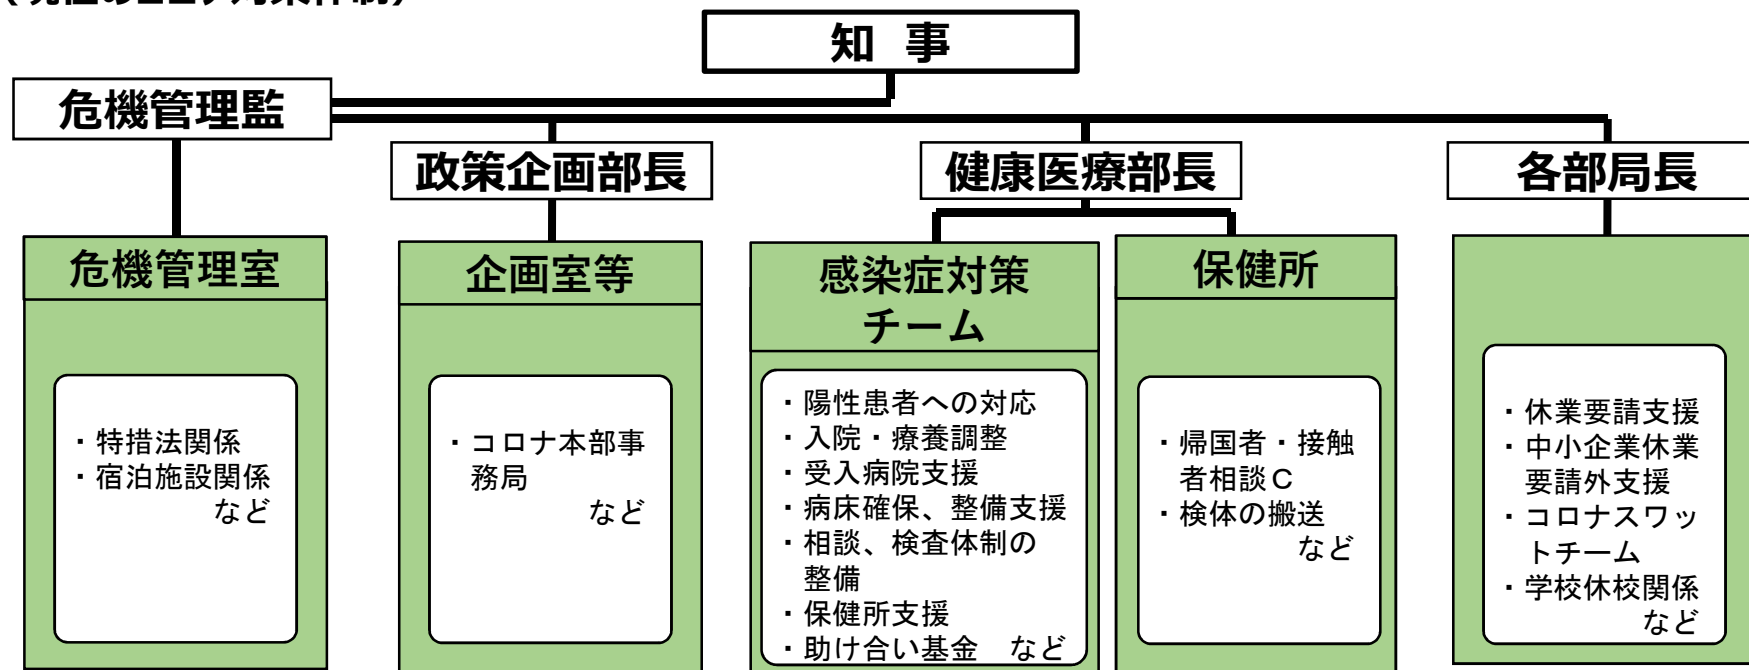 知 事
危機管理監
政策企画部長
健康医療部長
各部局長
危機管理室
・特措法関係
・宿泊施設関係
など
企画室等
・コロナ本部事
務局
など
感染症対策
チーム
・陽性患者への対応
・入院・療養調整
・受入病院支援
・病床確保、整備支援
・相談、検査体制の
整備
・保健所支援
・助け合い基金 など
保健所
・帰国者・接触
者相談C
・検体の搬送
など
・休業要請支援
・中小企業休業
要請外支援
・コロナスワッ
トチーム
・学校休校関係
など